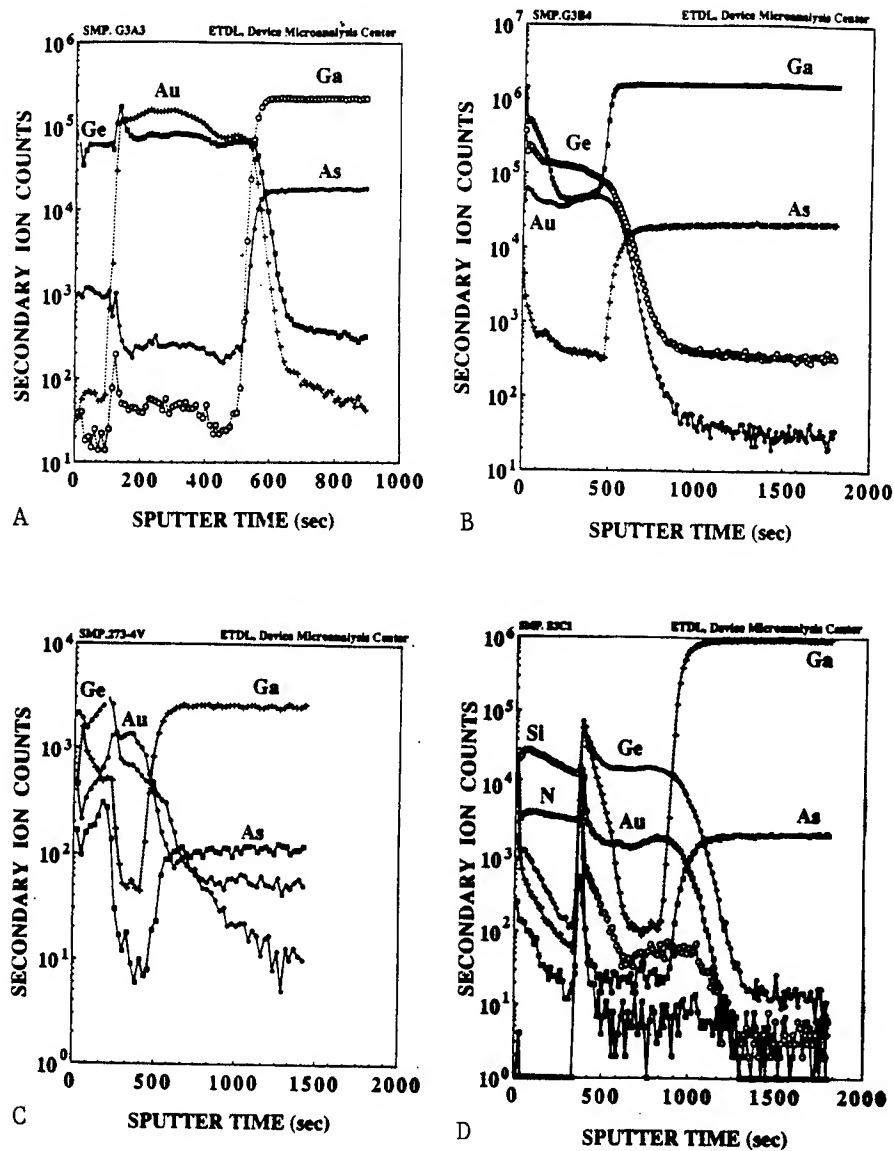 SMP. G3A3 ETDL, Device Microanalysis Center
10^6
10^5
10^4
10^3
10^2
10^1
SECONDARY ION COUNTS
Ge
Au
Ga
As
0 200 400 600 800 1000
SPUTTER TIME (sec)
A
SMP.G3B4 ETDL, Device Microanalysis Center
10^7
10^6
10^5
10^4
10^3
10^2
10^1
SECONDARY ION COUNTS
Ga
Ge
Au
As
0 500 1000 1500 2000
SPUTTER TIME (sec)
B
SMP.273-4V ETDL, Device Microanalysis Center
10^4
10^3
10^2
10^1
10^0
SECONDARY ION COUNTS
Ge
Au
Ga
As
0 500 1000 1500 2000
SPUTTER TIME (sec)
C
SMP. ETDL, Device Microanalysis Center
10^6
10^5
10^4
10^3
10^2
10^1
10^0
SECONDARY ION COUNTS
Ga
Si
Ge
N
Au
As
0 500 1000 1500 2000
SPUTTER TIME (sec)
D